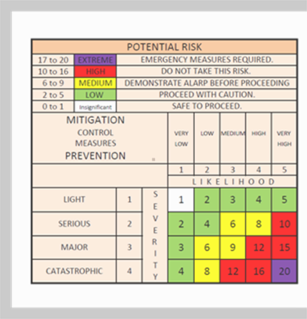 POTENTIAL RISK
17 to 20 EXTREME EMERGENCY MEASURES REQUIRED.
10 to 16 HIGH DO NOT TAKE THIS RISK.
6 to 9 MEDIUM DEMONSTRATE ALARP BEFORE PROCEEDING
2 to 5 LOW PROCEED WITH CAUTION.
0 to 1 Insignificant SAFE TO PROCEED.
MITIGATION
CONTROL
MEASURES
PREVENTION
VERY LOW LOW MEDIUM HIGH VERY HIGH
1 2 3 4 5
LIKELIHOOD
SEVERITY
LIGHT 1 1 2 3 4 5
SERIOUS 2 2 4 6 8 10
MAJOR 3 3 6 9 12 15
CATASTROPHIC 4 4 8 12 16 20